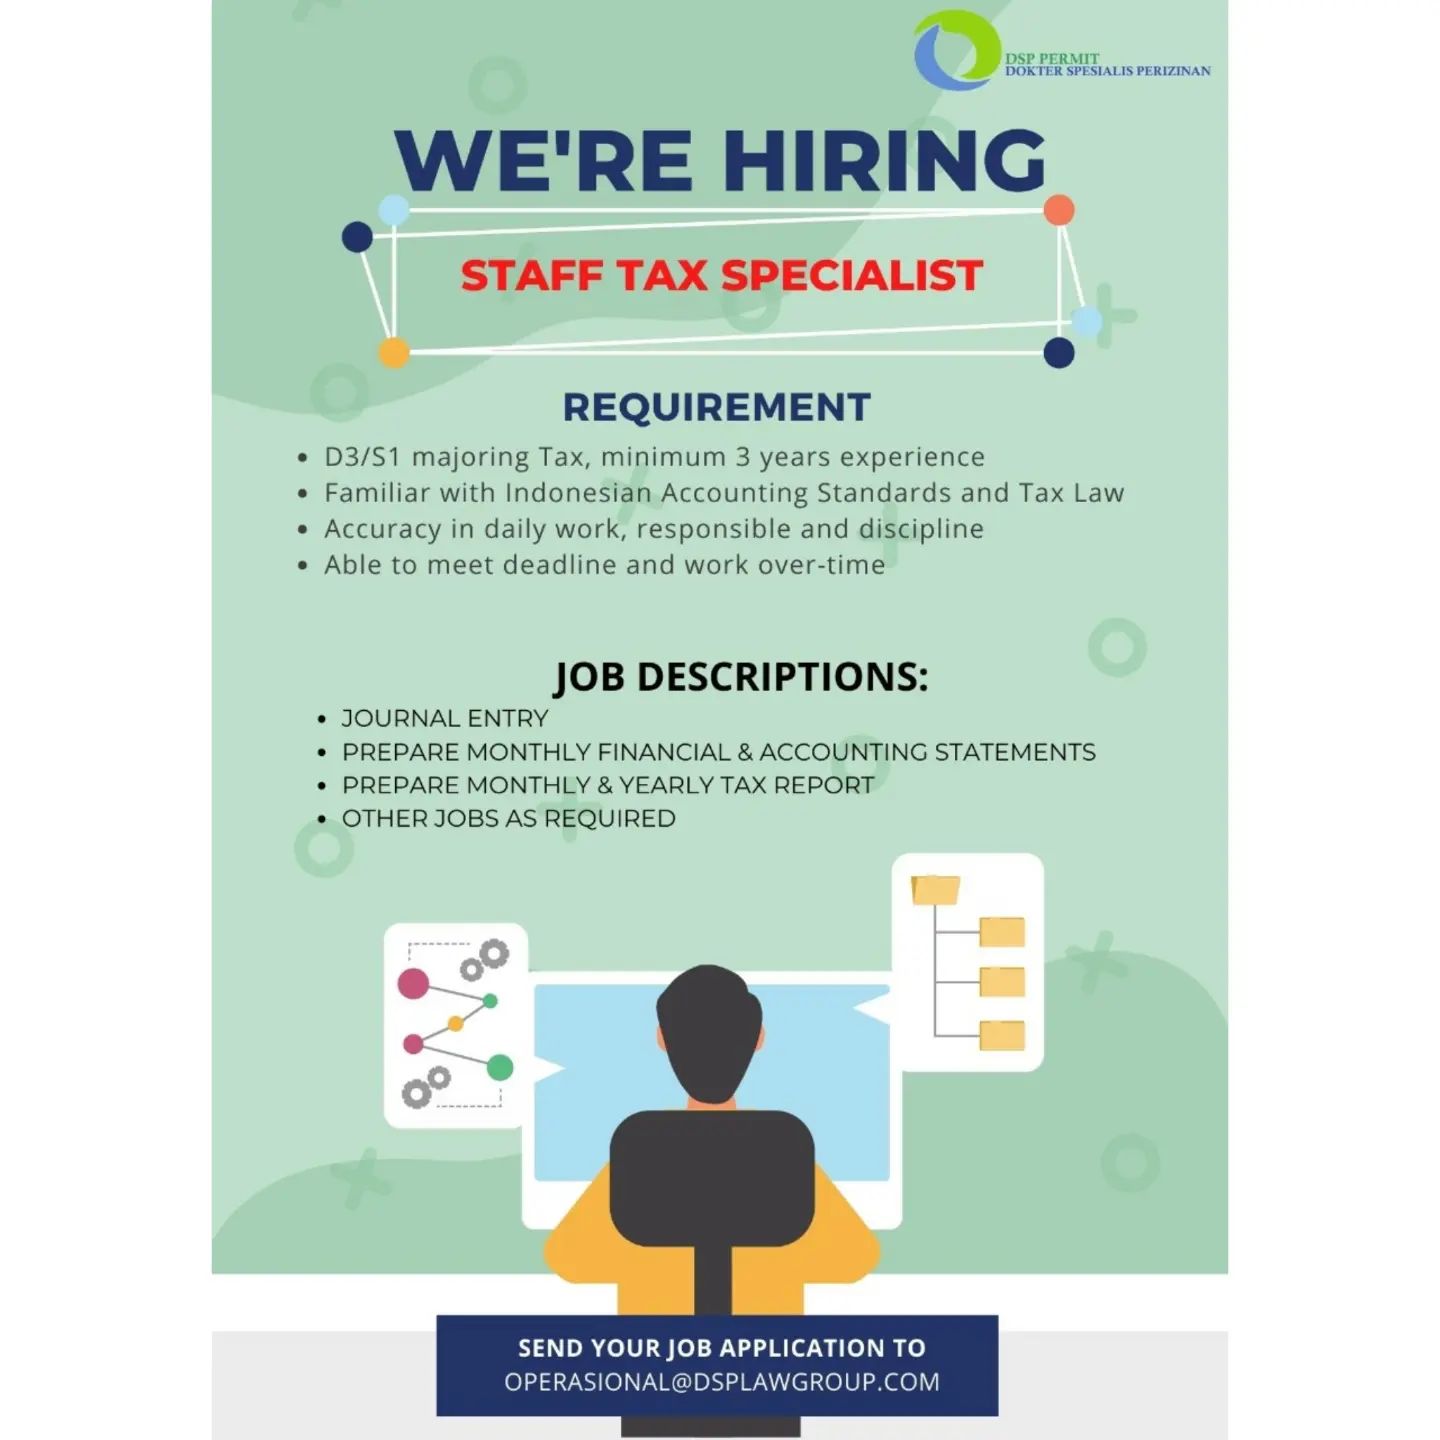 DSP PERMIT
DOKTER SPESIALIS PERIZINAN
WE'RE HIRING
STAFF TAX SPECIALIST
REQUIREMENT
• D3/S1 majoring Tax, minimum 3 years experience
• Familiar with Indonesian Accounting Standards and Tax Law
• Accuracy in daily work, responsible and discipline
• Able to meet deadline and work over-time
JOB DESCRIPTIONS:
• JOURNAL ENTRY
• PREPARE MONTHLY FINANCIAL & ACCOUNTING STATEMENTS
• PREPARE MONTHLY & YEARLY TAX REPORT
• OTHER JOBS AS REQUIRED
SEND YOUR JOB APPLICATION TO
OPERASIONAL@DSPLAWGROUP.COM